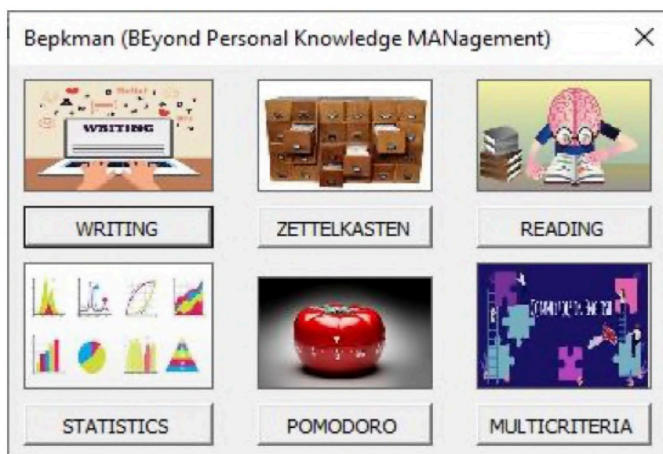 Bepkman (BEyond Personal Knowledge MANagement)
WRITING
WRITING
ZETTELKASTEN
READING
STATISTICS
POMODORO
MULTICRITERIA